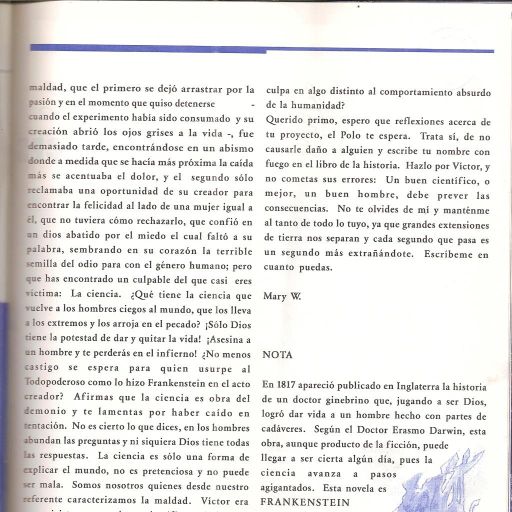 maldad, que el primero se dejó arrastrar por la
pasión y en el momento que quiso detenerse -
cuando el experimento había sido consumado y su
creación abrió los ojos grises a la vida -, fue
demasiado tarde, encontrándose en un abismo
donde a medida que se hacía más próxima la caída
más se acentuaba el dolor, y el segundo sólo
reclamaba una oportunidad de su creador para
encontrar la felicidad al lado de una mujer igual a
él, que no tuviera cómo rechazarlo, que confió en
un dios abatido por el miedo el cual faltó a su
palabra, sembrando en su corazón la terrible
semilla del odio para con el género humano; pero
que has encontrado un culpable del que casi eres
víctima: La ciencia. ¿Qué tiene la ciencia que
vuelve a los hombres ciegos al mundo, que los lleva
a los extremos y los arroja en el pecado? ¡Sólo Dios
tiene la potestad de dar y quitar la vida! ¡Asesina a
un hombre y te perderás en el infierno! ¿No menos
castigo se espera para quien usurpe al
Todopoderoso como lo hizo Frankenstein en el acto
creador? Afirmas que la ciencia es obra del
demonio y te lamentas por haber caído en
tentación. No es cierto lo que dices, en los hombres
abundan las preguntas y ni siquiera Dios tiene todas
las respuestas. La ciencia es sólo una forma de
explicar el mundo, no es pretenciosa y no puede
ser mala. Somos nosotros quienes desde nuestro
referente caracterizamos la maldad. Víctor era
culpa en algo distinto al comportamiento absurdo
de la humanidad?
Querido primo, espero que reflexiones acerca de
tu proyecto, el Polo te espera. Trata sí, de no
causarle daño a alguien y escribe tu nombre con
fuego en el libro de la historia. Hazlo por Victor, y
no cometas sus errores: Un buen científico, o
mejor, un buen hombre, debe prever las
consecuencias. No te olvides de mí y manténme
al tanto de todo lo tuyo, ya que grandes extensiones
de tierra nos separan y cada segundo que pasa es
un segundo más extrañándote. Escríbeme en
cuanto puedas.
Mary W.
NOTA
En 1817 apareció publicado en Inglaterra la historia
de un doctor ginebrino que, jugando a ser Dios,
logró dar vida a un hombre hecho con partes de
cadáveres. Según el Doctor Erasmo Darwin, esta
obra, aunque producto de la ficción, puede
llegar a ser cierta algún día, pues la
ciencia avanza a pasos
agigantados. Esta novela es
FRANKENSTEIN